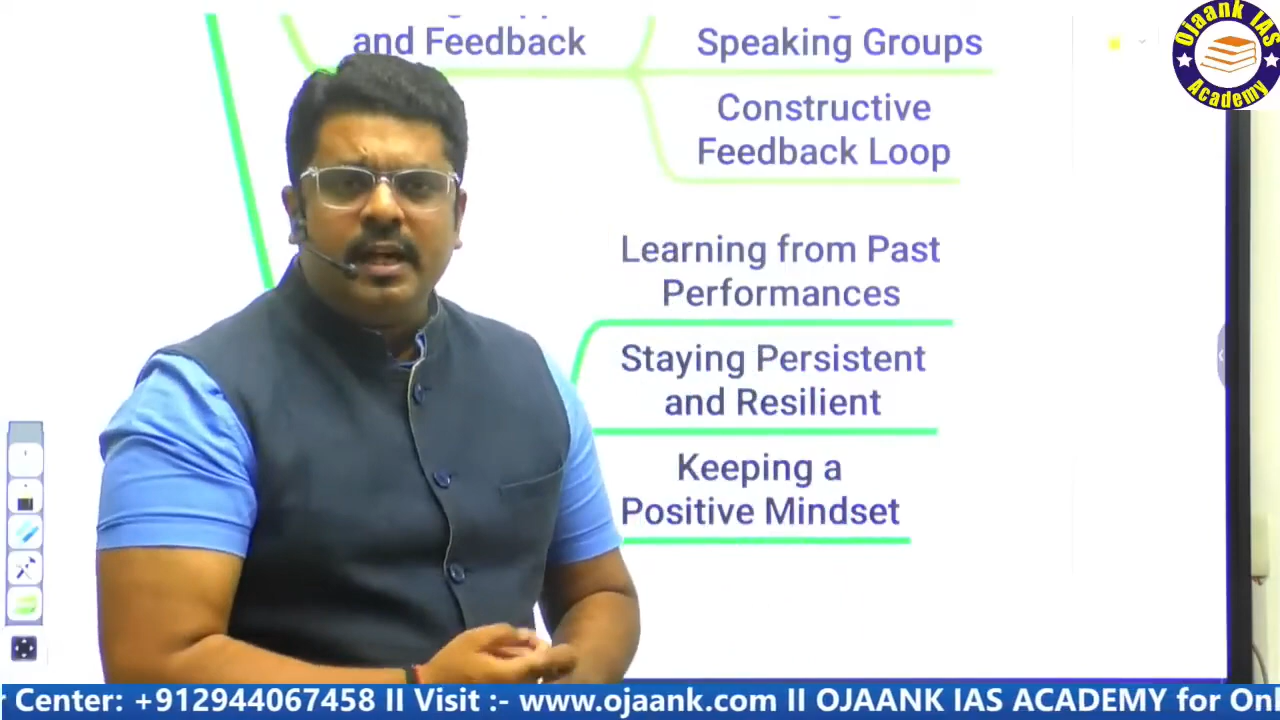 and Feedback
Speaking Groups
Constructive
Feedback Loop
Learning from Past
Performances
Staying Persistent
and Resilient
Keeping a
Positive Mindset
Ojaank IAS
Academy
Center: +912944067458 II Visit :- www.ojaank.com II OJAANK IAS ACADEMY for